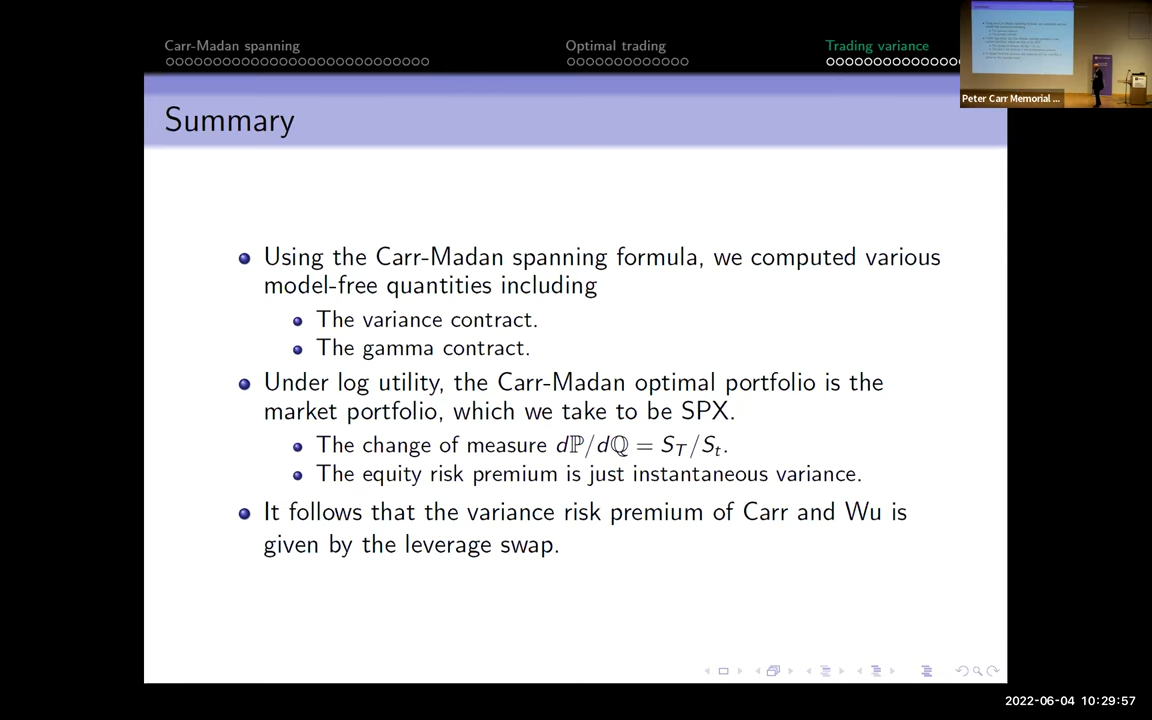 Carr-Madan spanning
Optimal trading
Trading variance
Peter Carr Memorial ...
Summary
Using the Carr-Madan spanning formula, we computed various
model-free quantities including
The variance contract.
The gamma contract.
Under log utility, the Carr-Madan optimal portfolio is the
market portfolio, which we take to be SPX.
The change of measure dℙ/dℚ = S_T/S_t.
The equity risk premium is just instantaneous variance.
It follows that the variance risk premium of Carr and Wu is
given by the leverage swap.
2022-06-04 10:29:57